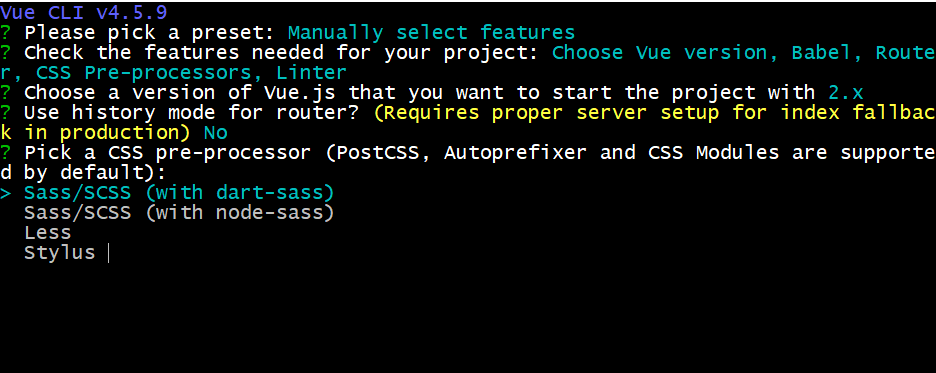 Vue CLI v4.5.9
? Please pick a preset: Manually select features
? Check the features needed for your project: Choose Vue version, Babel, Route
r, CSS Pre-processors, Linter
? Choose a version of Vue.js that you want to start the project with 2.x
? Use history mode for router? (Requires proper server setup for index fallbac
k in production) No
? Pick a CSS pre-processor (PostCSS, Autoprefixer and CSS Modules are supporte
d by default):
> Sass/SCSS (with dart-sass)
  Sass/SCSS (with node-sass)
  Less
  Stylus